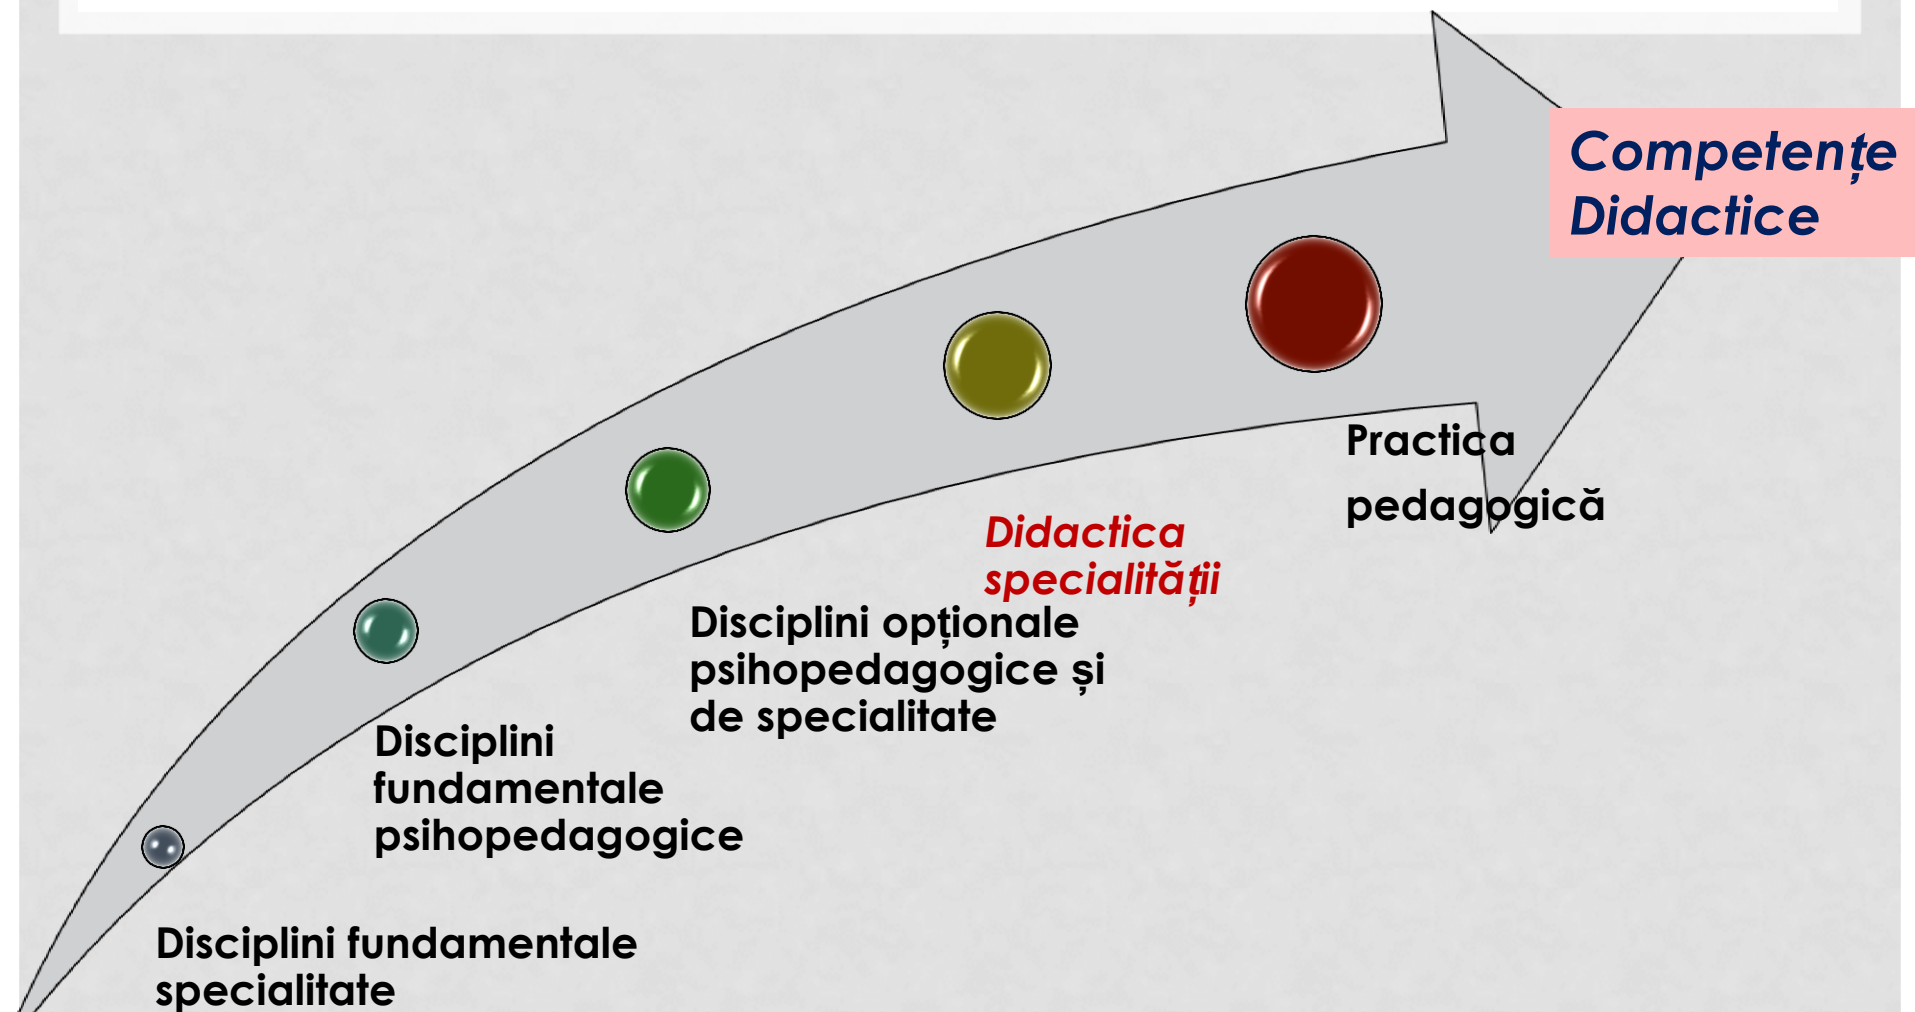 Competențe
Didactice
Practica
pedagogică
Didactica
specialității
Disciplini opționale
psihopedagogice și
de specialitate
Disciplini
fundamentale
psihopedagogice
Disciplini fundamentale
specialitate